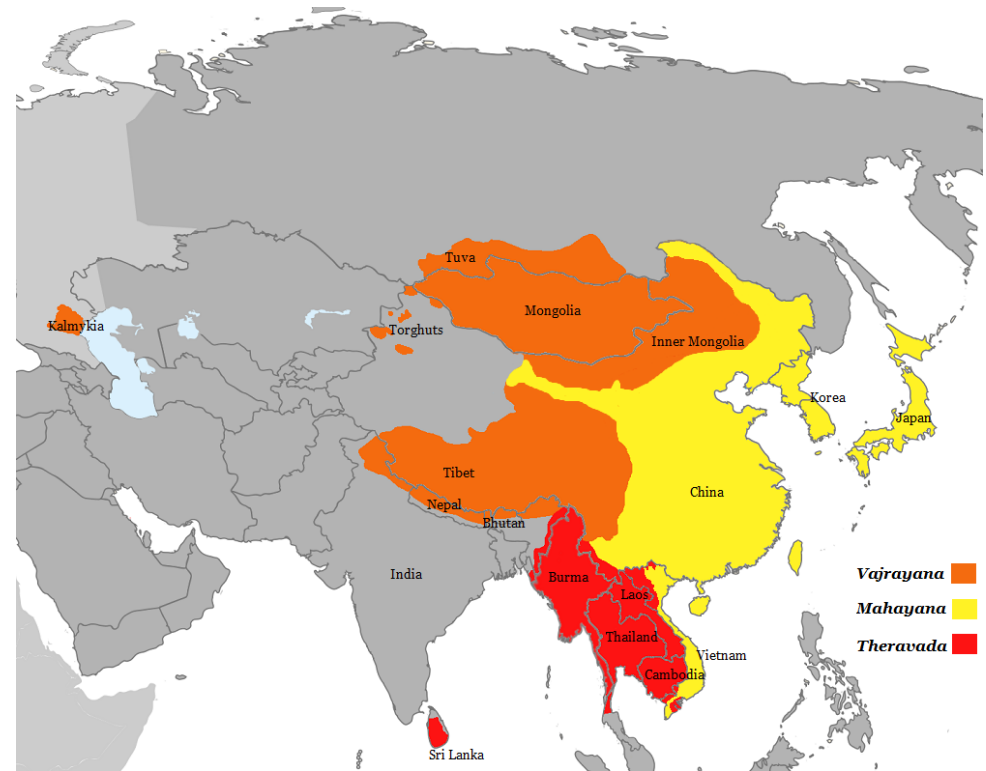 Tuva
Mongolia
Kalmykia
Torghuts
Inner Mongolia
Korea
Japan
Tibet
China
Nepal
Bhutan
India
Burma
Laos
Thailand
Vietnam
Cambodia
Sri Lanka
Vajrayana
Mahayana
Theravada